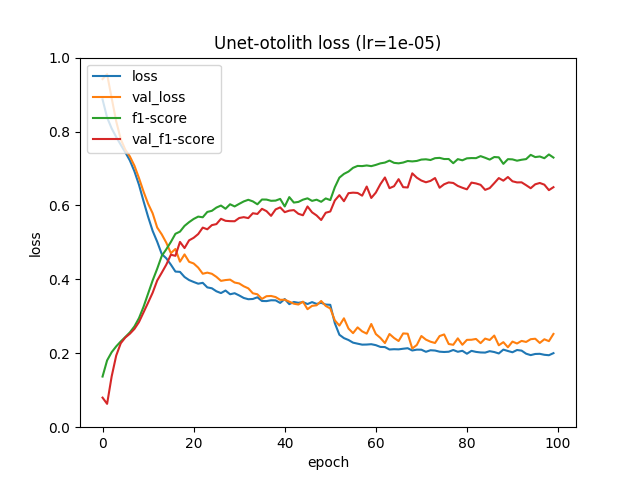 Unet-otolith loss (lr=1e-05)
1.0
0.8
0.6
0.4
0.2
0.0
loss
loss
val_loss
f1-score
val_f1-score
0 20 40 60 80 100
epoch